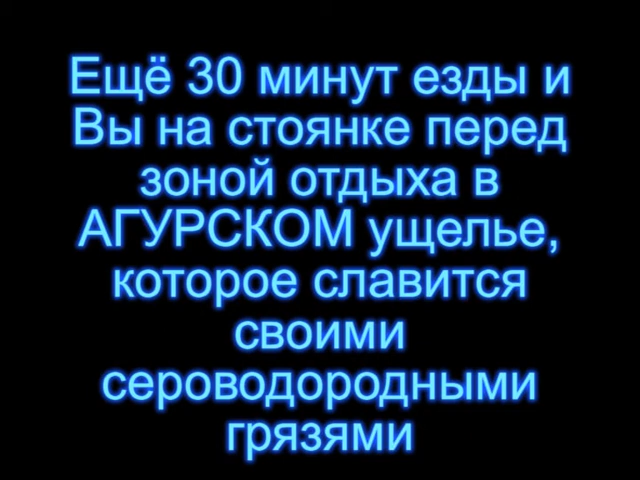 Ещё 30 минут езды и
Вы на стоянке перед
зоной отдыха в
АГУРСКОМ ущелье,
которое славится
своими
сероводородными
грязями